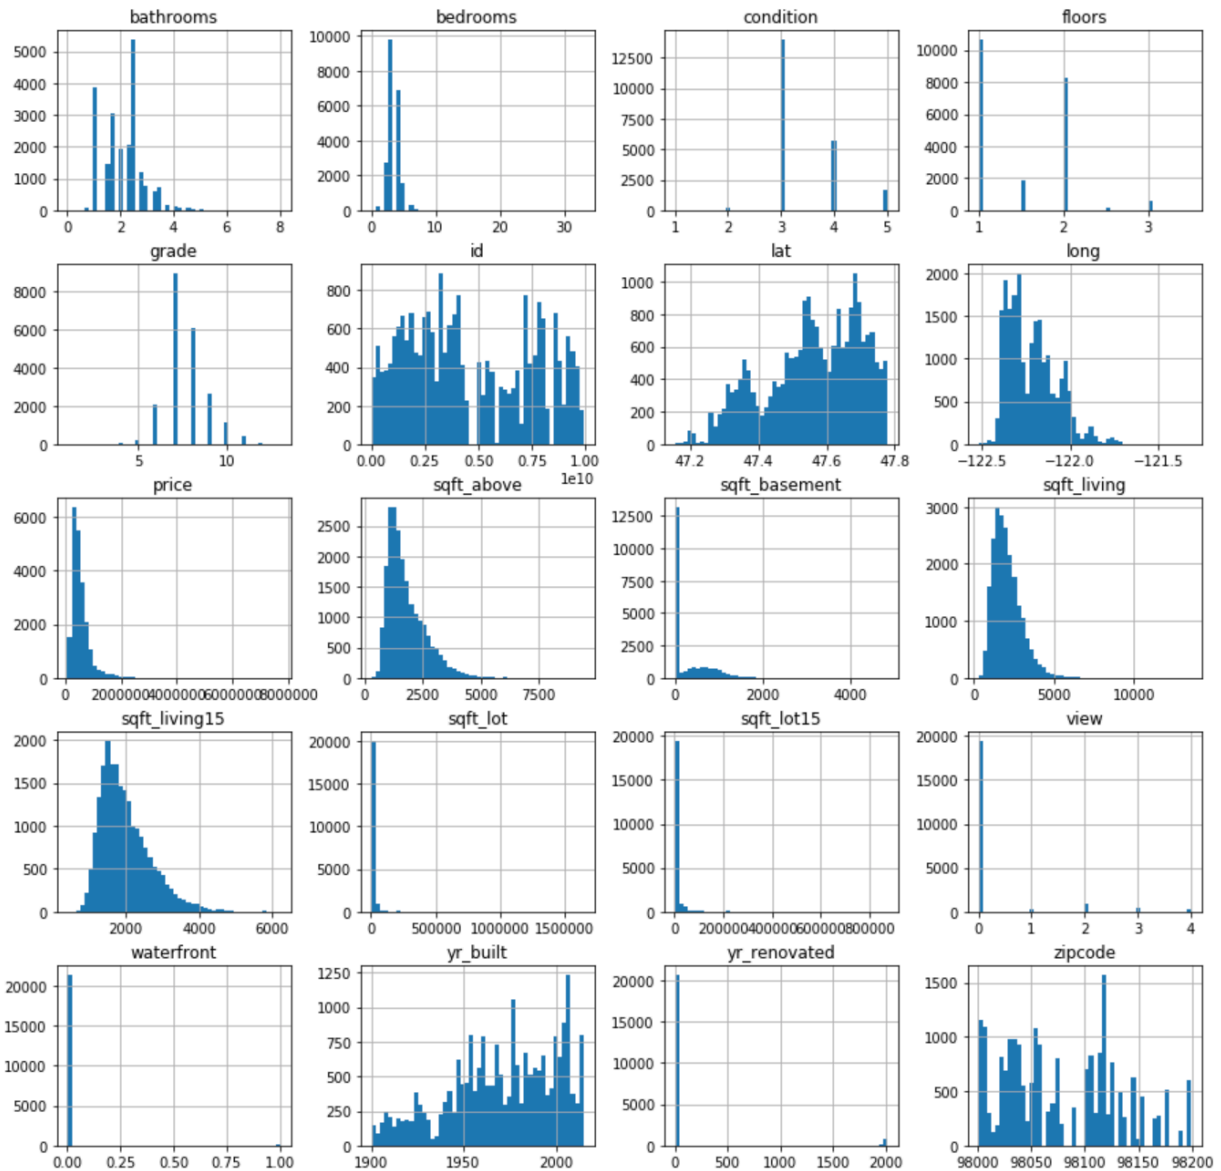 bathrooms
5000
4000
3000
2000
1000
0
0 2 4 6 8
bedrooms
10000
8000
6000
4000
2000
0
0 10 20 30
condition
12500
10000
7500
5000
2500
0
1 2 3 4 5
floors
10000
8000
6000
4000
2000
0
1 2 3
grade
8000
6000
4000
2000
0
5 10
id
800
600
400
200
0
0.00 0.25 0.50 0.75 1.00
1e10
lat
1000
800
600
400
200
0
47.2 47.4 47.6 47.8
long
2000
1500
1000
500
0
−122.5 −122.0 −121.5
price
6000
4000
2000
0
0 2000000 4000000 6000000 8000000
sqft_above
2500
2000
1500
1000
500
0
2500 5000 7500
sqft_basement
12500
10000
7500
5000
2500
0
0 2000 4000
sqft_living
3000
2000
1000
0
0 5000 10000
sqft_living15
2000
1500
1000
500
0
2000 4000 6000
sqft_lot
20000
15000
10000
5000
0
0 500000 1000000 1500000
sqft_lot15
20000
15000
10000
5000
0
0 200000 400000 600000 800000
view
20000
15000
10000
5000
0
0 1 2 3 4
waterfront
20000
15000
10000
5000
0
0.00 0.25 0.50 0.75 1.00
yr_built
1250
1000
750
500
250
0
1900 1950 2000
yr_renovated
20000
15000
10000
5000
0
0 500 1000 1500 2000
zipcode
1500
1000
500
0
98000 98050 98100 98150 98200